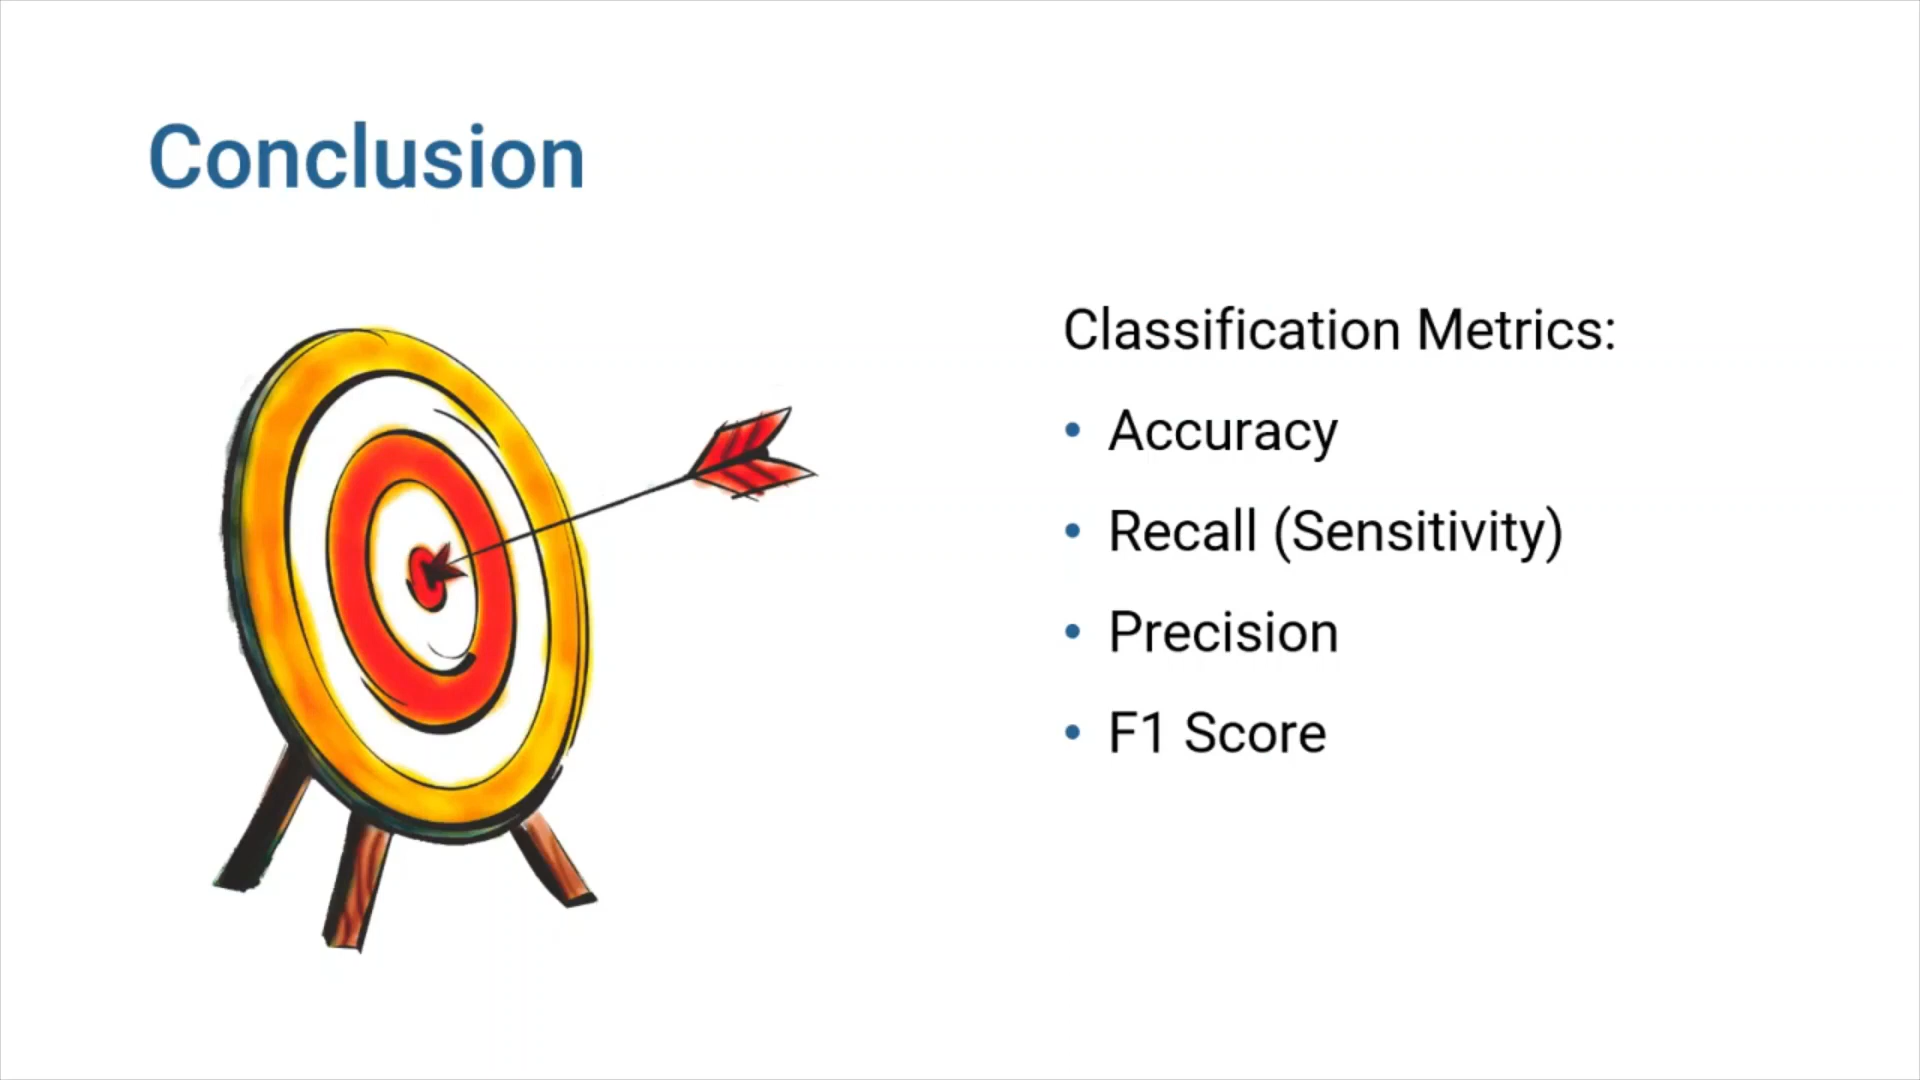 Conclusion
Classification Metrics:
• Accuracy
• Recall (Sensitivity)
• Precision
• F1 Score